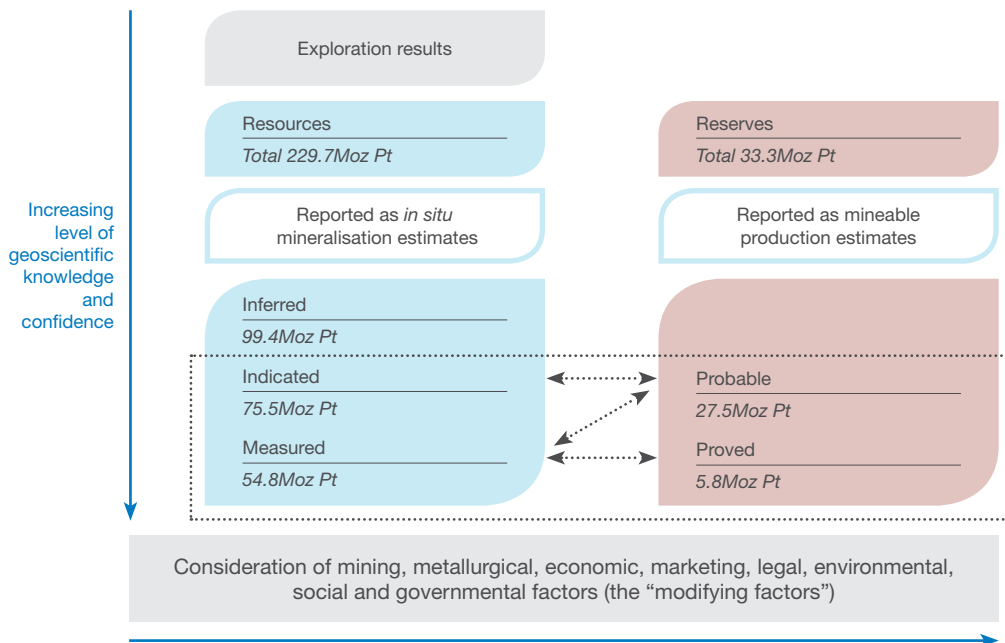 Exploration results
Resources
Total 229.7Moz Pt
Reserves
Total 33.3Moz Pt
Reported as in situ
mineralisation estimates
Reported as mineable
production estimates
Increasing
level of
geoscientific
knowledge
and
confidence
Inferred
99.4Moz Pt
Indicated
75.5Moz Pt
Measured
54.8Moz Pt
Probable
27.5Moz Pt
Proved
5.8Moz Pt
Consideration of mining, metallurgical, economic, marketing, legal, environmental,
social and governmental factors (the “modifying factors”)